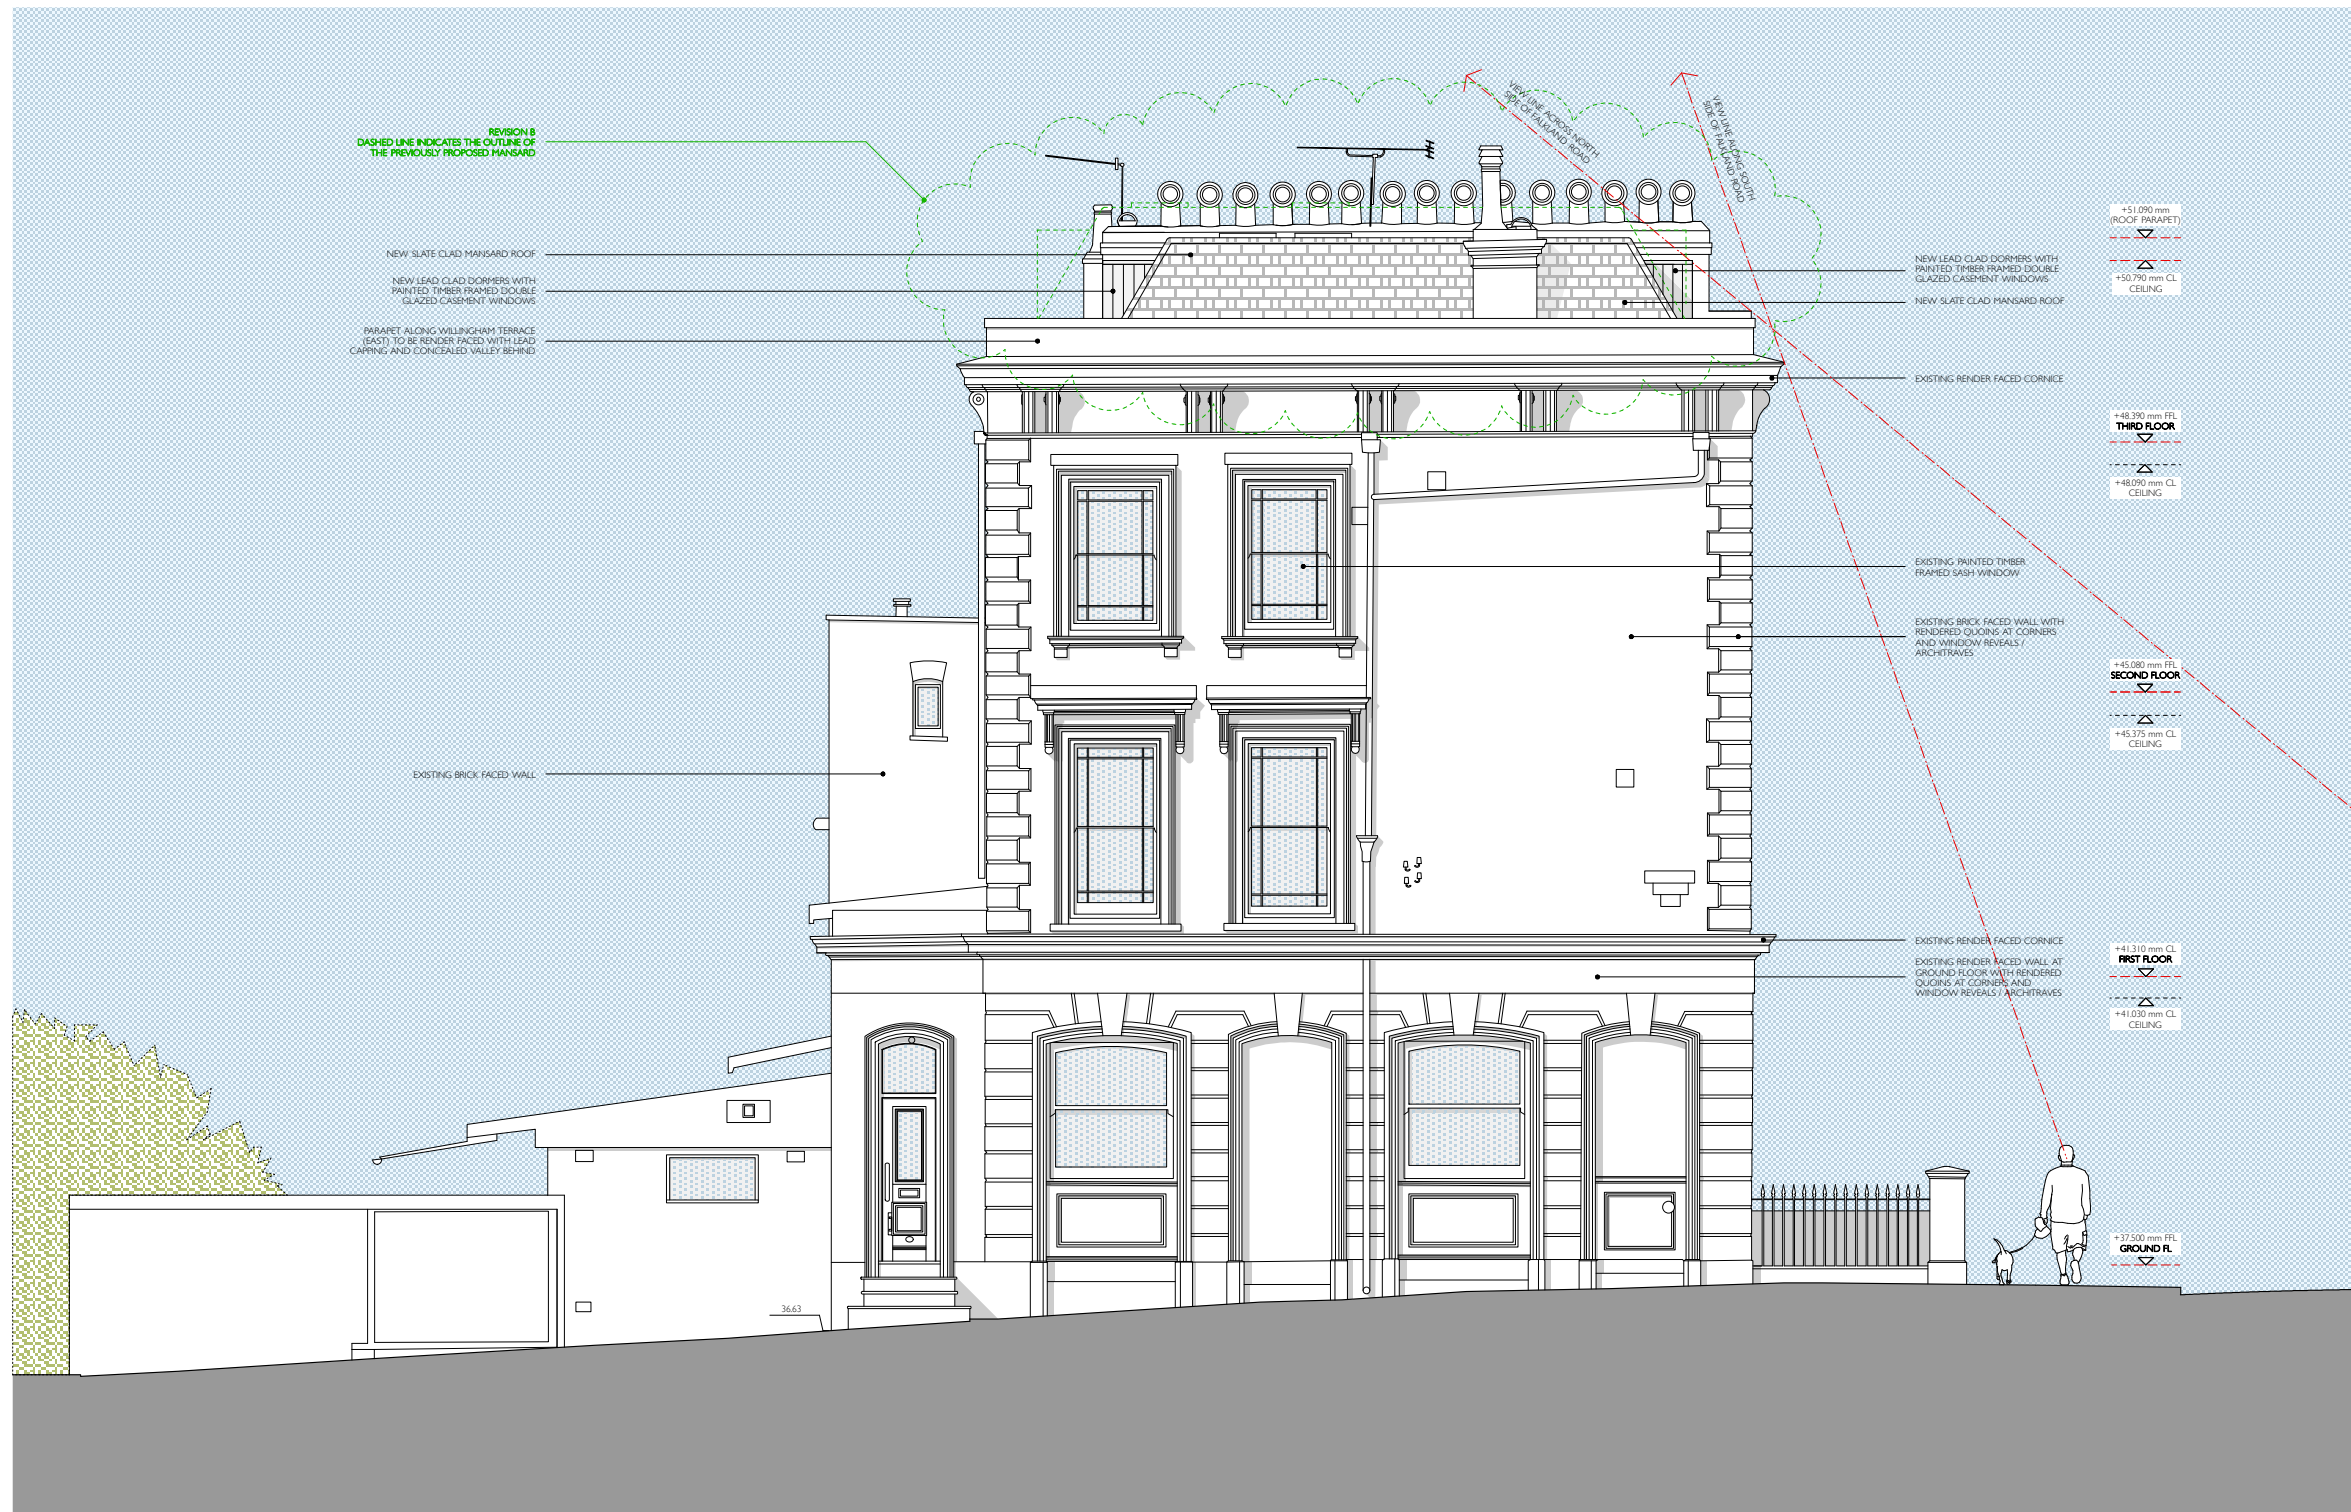 REVISION B
DASHED LINE INDICATES THE OUTLINE OF
THE PREVIOUSLY PROPOSED MANSARD
NEW SLATE CLAD MANSARD ROOF
NEW LEAD CLAD DORMERS WITH
PAINTED TIMBER FRAMED DOUBLE
GLAZED CASEMENT WINDOWS
PARAPET ALONG WILLINGHAM TERRACE
(EAST) TO BE RENDER FACED WITH LEAD
CAPPING AND CONCEALED VALLEY BEHIND
EXISTING BRICK FACED WALL
36.63
VIEW LINE ACROSS NORTH
SIDE OF FALKLAND ROAD
VIEW LINE ALONG SOUTH
SIDE OF FALKLAND ROAD
NEW LEAD CLAD DORMERS WITH
PAINTED TIMBER FRAMED DOUBLE
GLAZED CASEMENT WINDOWS
NEW SLATE CLAD MANSARD ROOF
EXISTING RENDER FACED CORNICE
EXISTING PAINTED TIMBER
FRAMED SASH WINDOW
EXISTING BRICK FACED WALL WITH
RENDERED QUOINS AT CORNERS
AND WINDOW REVEALS /
ARCHITRAVES
EXISTING RENDER FACED CORNICE
EXISTING RENDER FACED WALL AT
GROUND FLOOR WITH RENDERED
QUOINS AT CORNERS AND
WINDOW REVEALS / ARCHITRAVES
+51.090 mm
(ROOF PARAPET)
+50.790 mm CL
CEILING
+48.390 mm FFL
THIRD FLOOR
+48.090 mm CL
CEILING
+45.080 mm FFL
SECOND FLOOR
+45.375 mm CL
CEILING
+41.310 mm CL
FIRST FLOOR
+41.030 mm CL
CEILING
+37.500 mm FFL
GROUND FL